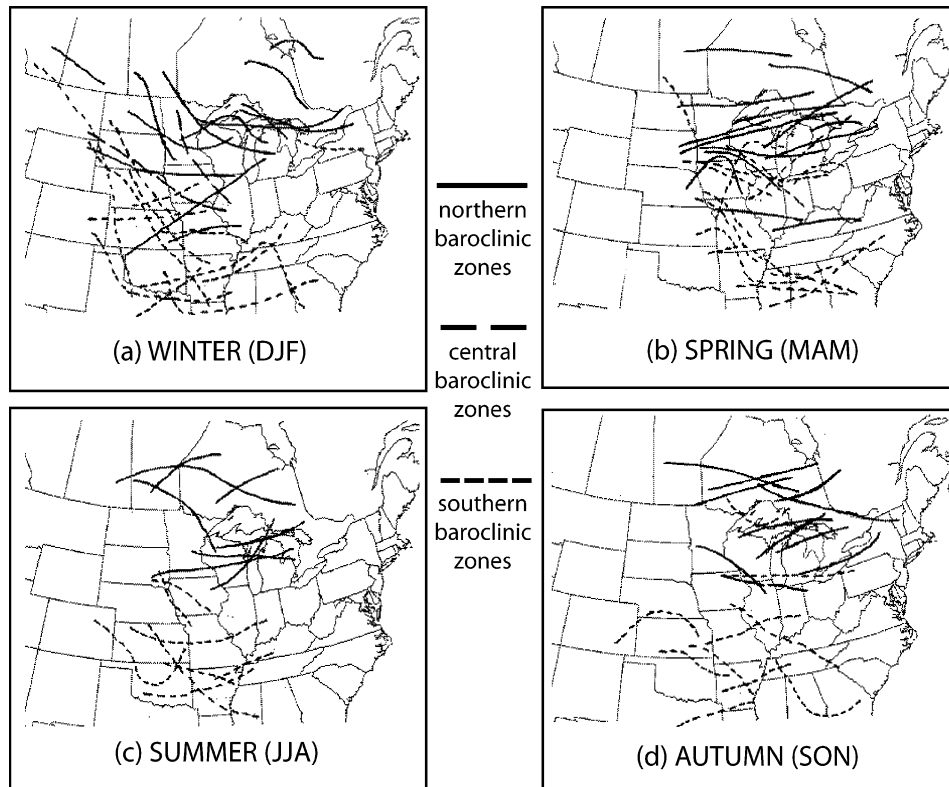 (a) WINTER (DJF)
northern
baroclinic
zones
central
baroclinic
zones
southern
baroclinic
zones
(b) SPRING (MAM)
(c) SUMMER (JJA)
(d) AUTUMN (SON)